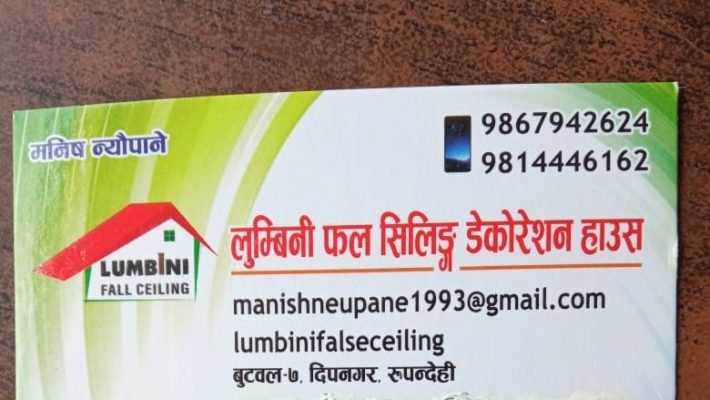 मनिष न्यौपाने
9867942624
9814446162
LUMBINI
FALL CEILING
लुम्बिनी फल सिलिङ्ग डेकोरेशन हाउस
manishneupane1993@gmail.com
lumbinifalseceiling
बुटवल-७, दिपनगर, रुपन्देही